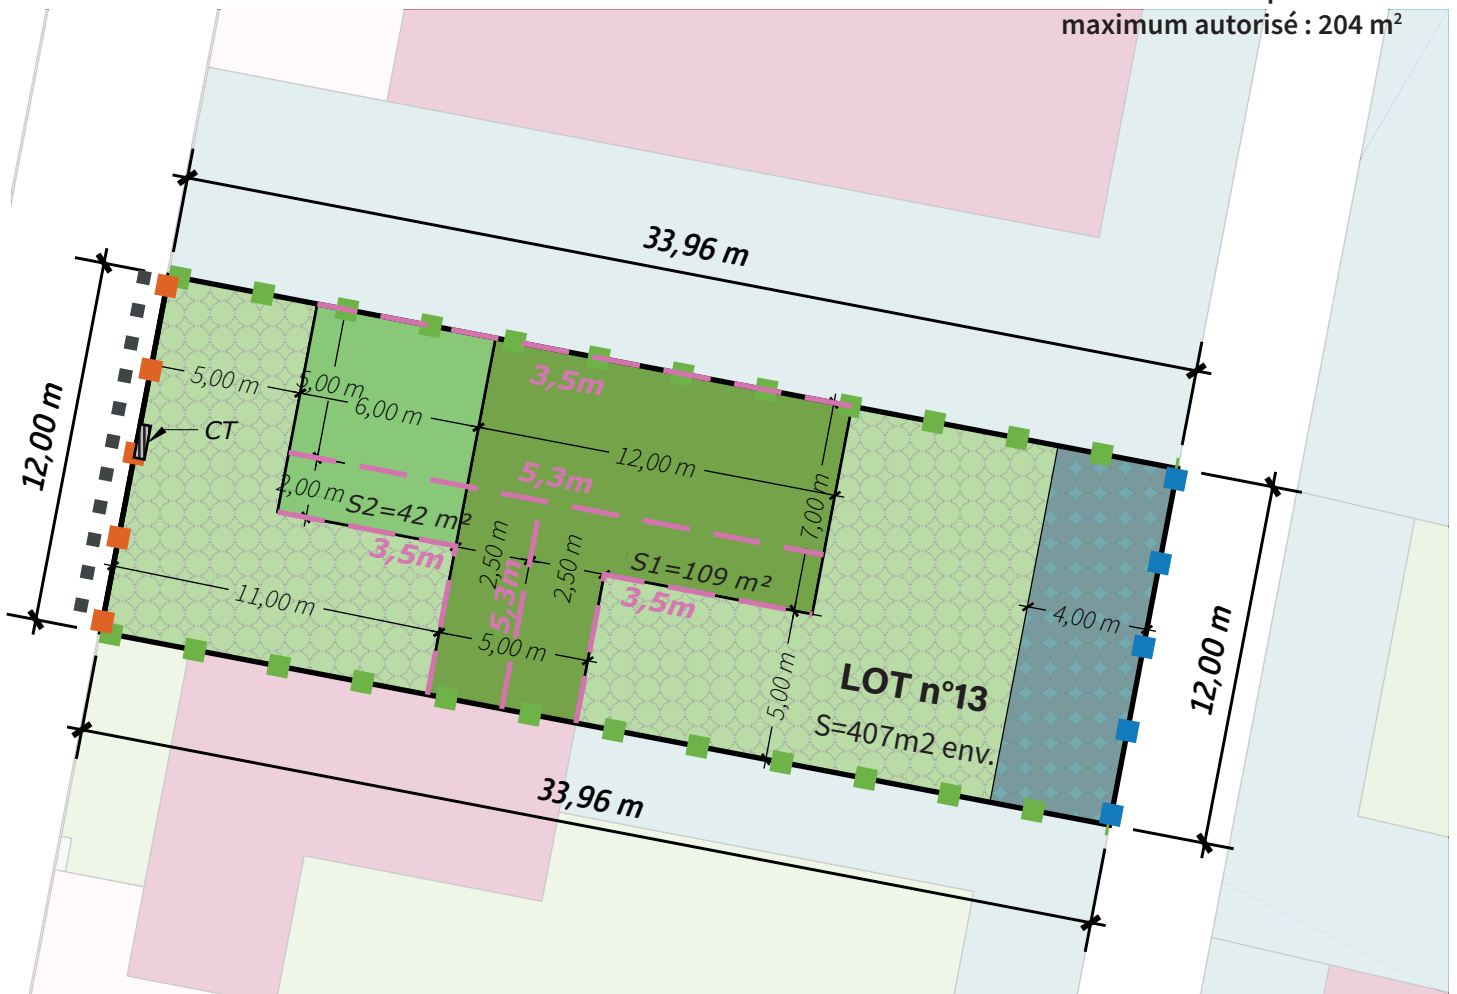 maximum autorisé : 204 m²
33,96 m
12,00 m
3,5m
5,00 m
5,00 m
6,00 m
CT
12,00 m
5,3m
2,00 m
S2=42 m²
7,00 m
3,5m
2,50 m
2,50 m
S1=109 m²
3,5m
5,3m
11,00 m
5,00 m
4,00 m
12,00 m
5,00 m
LOT n°13
S=407m2 env.
33,96 m